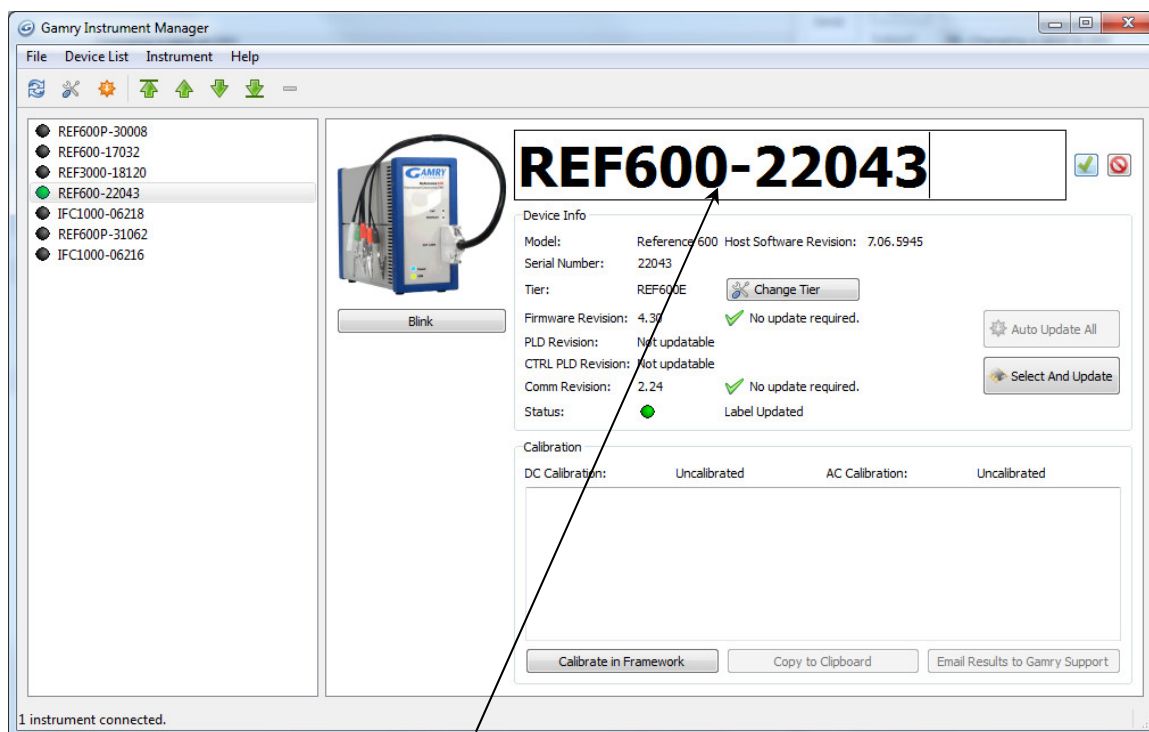 Gamry Instrument Manager
File Device List Instrument Help
REF600P-30008
REF600-17032
REF3000-18120
REF600-22043
IFC1000-06218
REF600P-31062
IFC1000-06216
GAMRY
Blink
REF600-22043
Device Info
Model: Reference 600 Host Software Revision: 7.06.5945
Serial Number: 22043
Tier: REF600E Change Tier
Firmware Revision: 4.30 No update required.
PLD Revision: Not updatable
CTRL PLD Revision: Not updatable
Comm Revision: 2.24 No update required.
Status: Label Updated
Auto Update All
Select And Update
Calibration
DC Calibration: Uncalibrated AC Calibration: Uncalibrated
Calibrate in Framework Copy to Clipboard Email Results to Gamry Support
1 instrument connected.